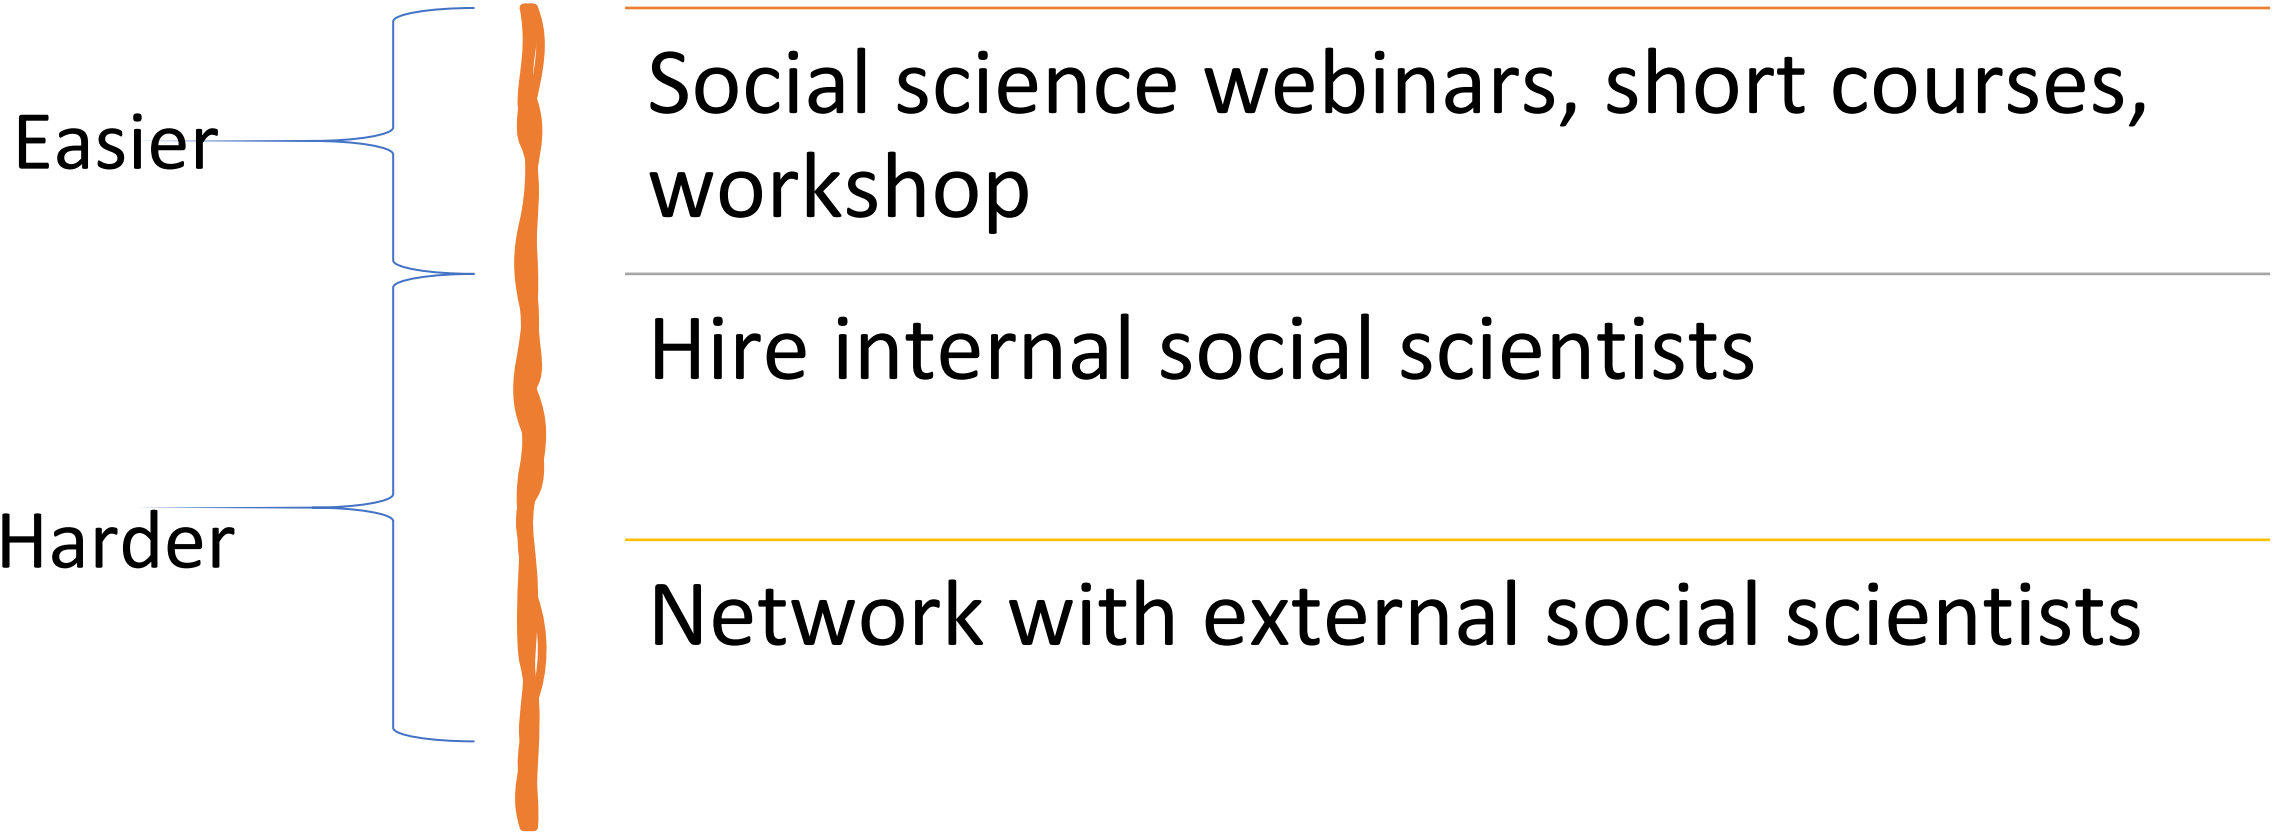 Easier
Social science webinars, short courses,
workshop
Hire internal social scientists
Harder
Network with external social scientists